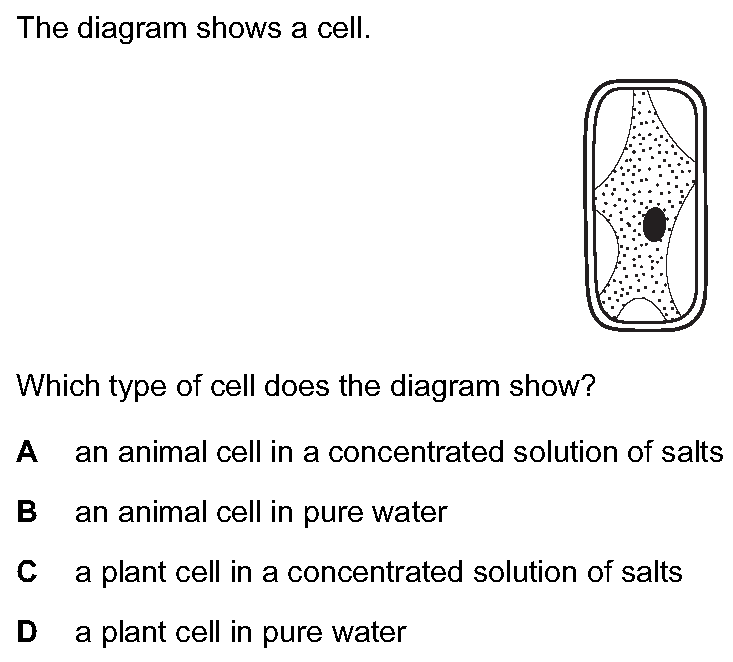 The diagram shows a cell.
Which type of cell does the diagram show?
A an animal cell in a concentrated solution of salts
B an animal cell in pure water
C a plant cell in a concentrated solution of salts
D a plant cell in pure water